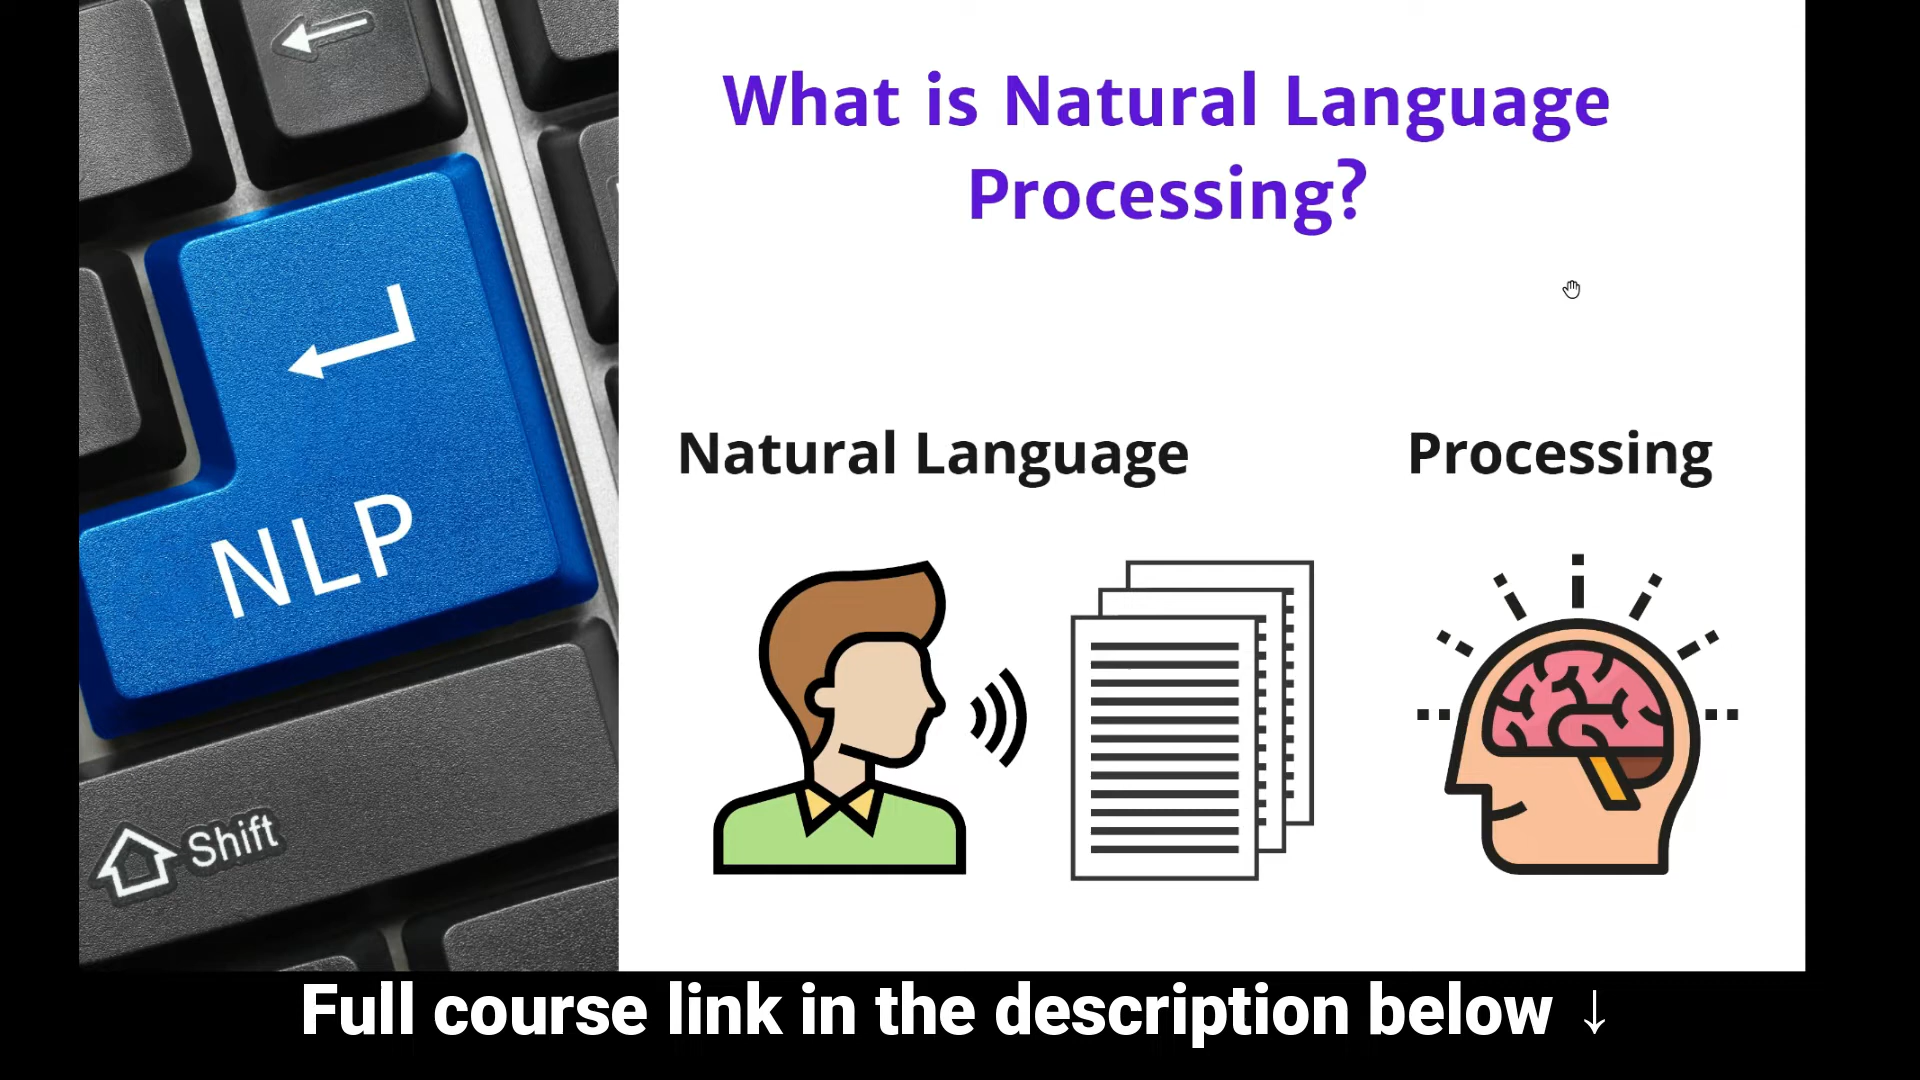 What is Natural Language
Processing?
Natural Language
Processing
NLP
Shift
Full course link in the description below ↓